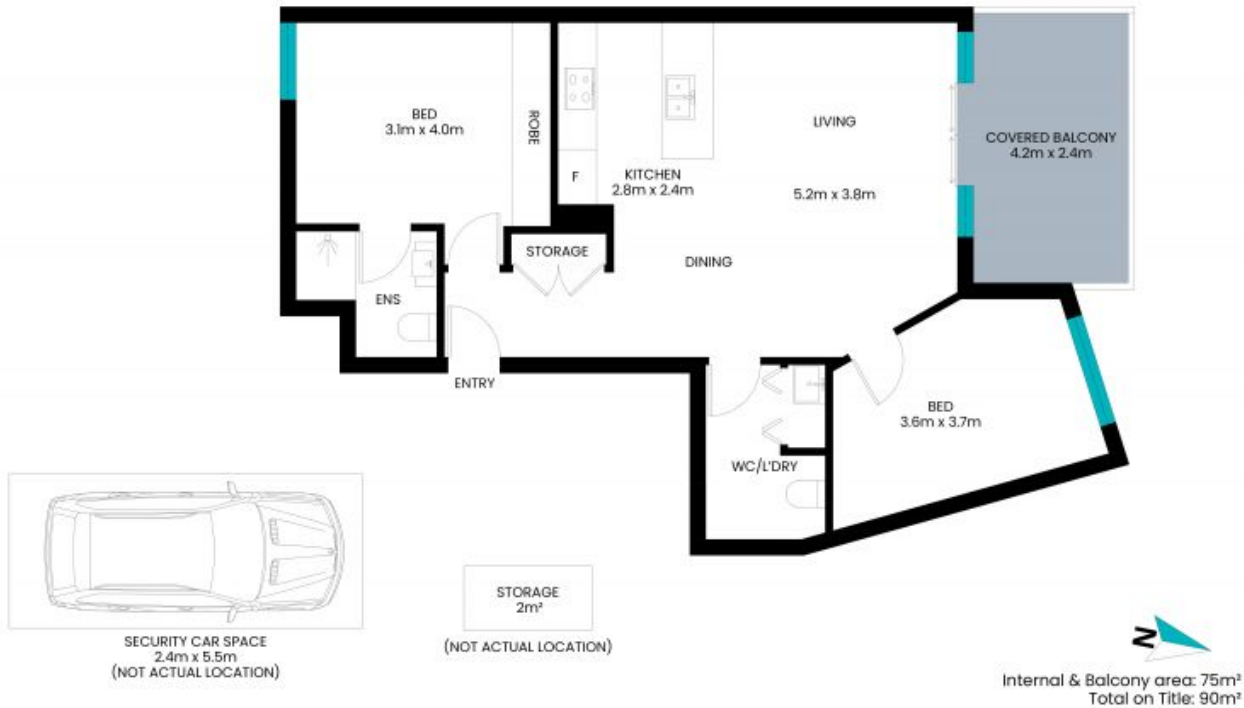 BED
3.1m x 4.0m
ROBE
LIVING
COVERED BALCONY
4.2m x 2.4m
F
KITCHEN
2.8m x 2.4m
5.2m x 3.8m
STORAGE
DINING
ENS
ENTRY
BED
3.6m x 3.7m
WC/L'DRY
STORAGE
2m²
(NOT ACTUAL LOCATION)
SECURITY CAR SPACE
2.4m x 5.5m
(NOT ACTUAL LOCATION)
N
Internal & Balcony area: 75m²
Total on Title: 90m²